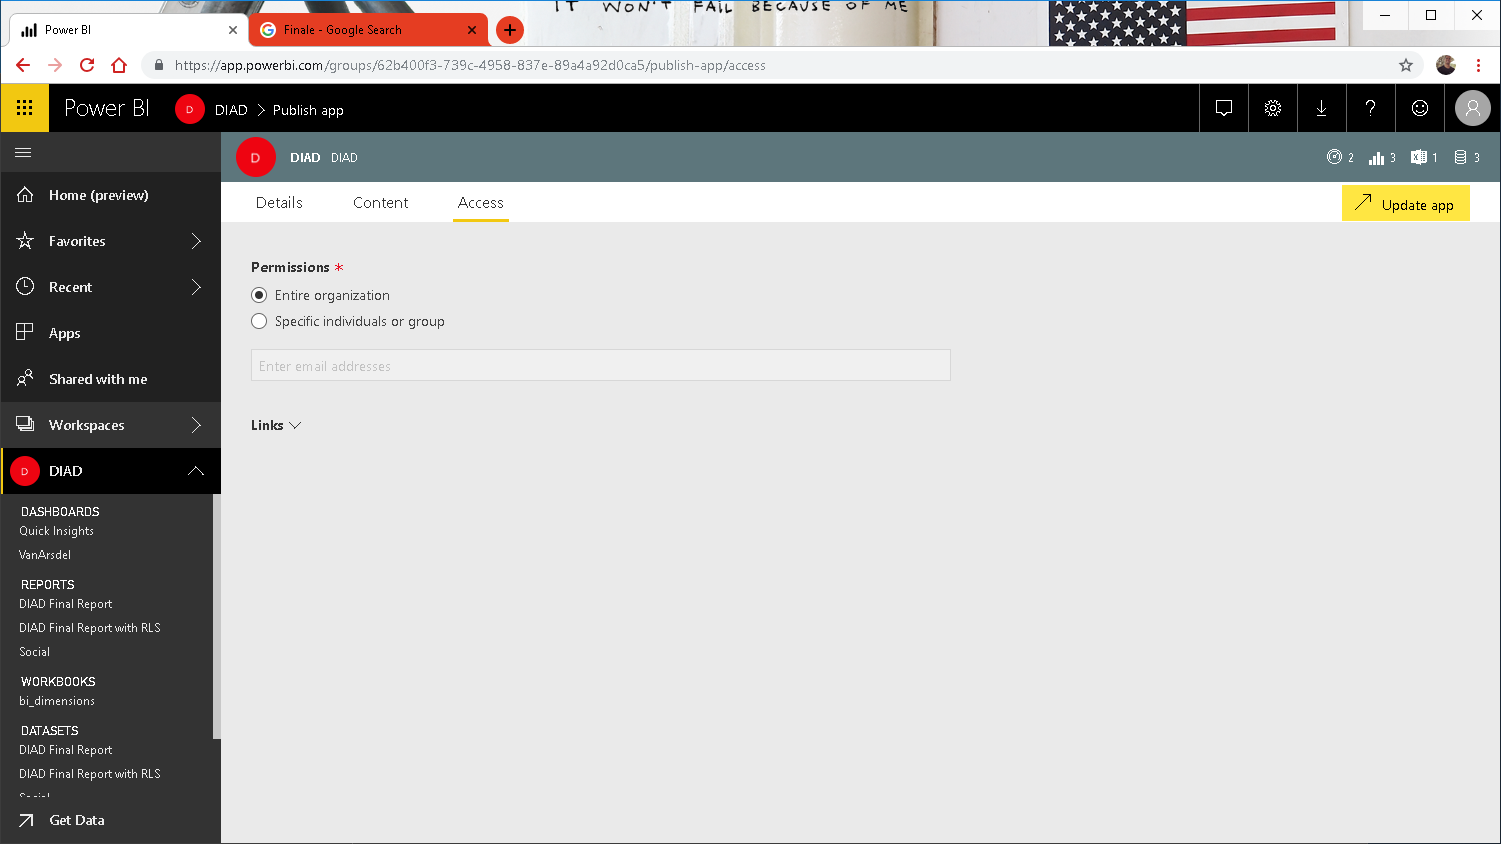 IT WON'T FAIL BECAUSE OF ME
Power BI
Finale - Google Search
https://app.powerbi.com/groups/62b400f3-739c-4958-837e-89a4a92d0ca5/publish-app/access
Power BI
D
DIAD
Publish app
D
DIAD DIAD
2
3
1
3
Details
Content
Access
Update app
Home (preview)
Favorites
Recent
Apps
Shared with me
Workspaces
D
DIAD
DASHBOARDS
Quick Insights
VanArsdel
REPORTS
DIAD Final Report
DIAD Final Report with RLS
Social
WORKBOOKS
bi_dimensions
DATASETS
DIAD Final Report
DIAD Final Report with RLS
Social
Get Data
Permissions *
Entire organization
Specific individuals or group
Enter email addresses
Links